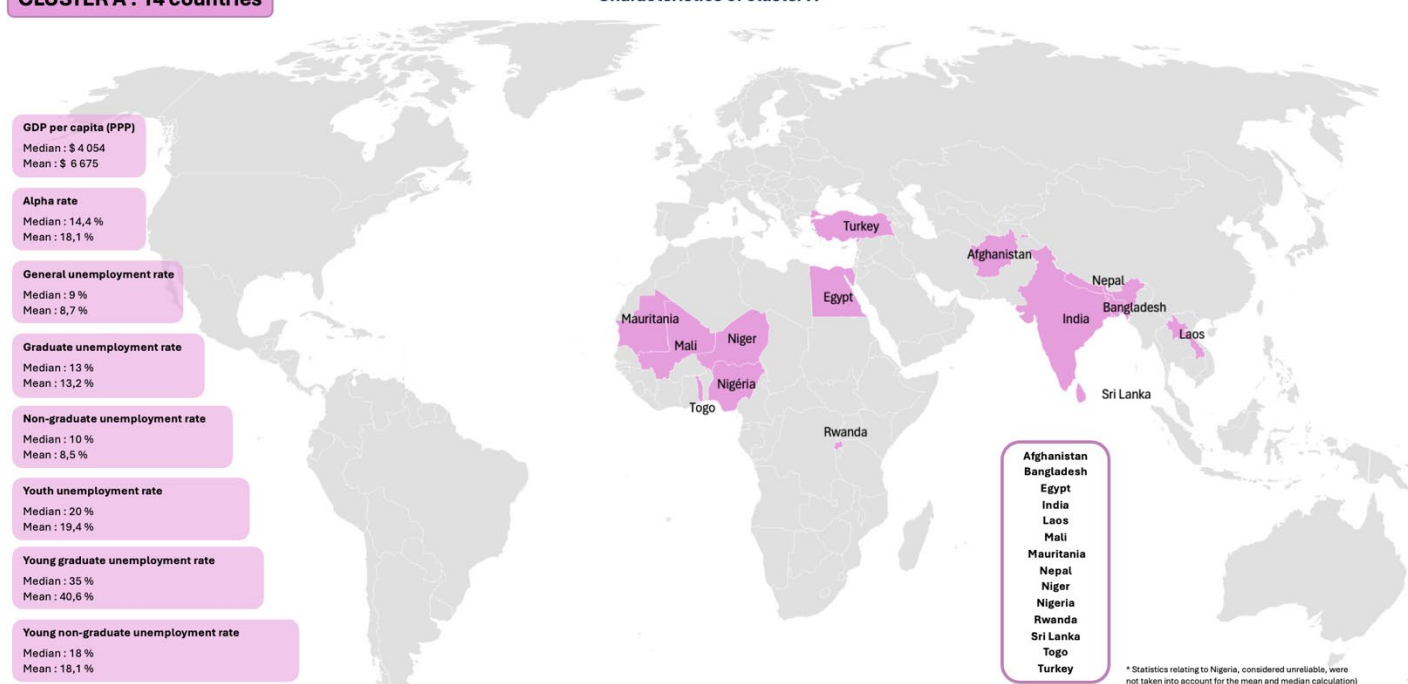 CLUSTER A : 14 countries
Characteristics of cluster A
GDP per capita (PPP)
Median : $ 4 054
Mean : $ 6 675
Alpha rate
Median : 14,4 %
Mean : 18,1 %
General unemployment rate
Median : 9 %
Mean : 8,7 %
Graduate unemployment rate
Median : 13 %
Mean : 13,2 %
Non-graduate unemployment rate
Median : 10 %
Mean : 8,5 %
Youth unemployment rate
Median : 20 %
Mean : 19,4 %
Young graduate unemployment rate
Median : 35 %
Mean : 40,6 %
Young non-graduate unemployment rate
Median : 18 %
Mean : 18,1 %
Turkey
Afghanistan
Nepal
Egypt
Bangladesh
India
Mauritania
Niger
Mali
Laos
Nigéria
Togo
Sri Lanka
Rwanda
Afghanistan
Bangladesh
Egypt
India
Laos
Mali
Mauritania
Nepal
Niger
Nigeria
Rwanda
Sri Lanka
Togo
Turkey
* Statistics relating to Nigeria, considered unreliable, were
not taken into account for the mean and median calculation)